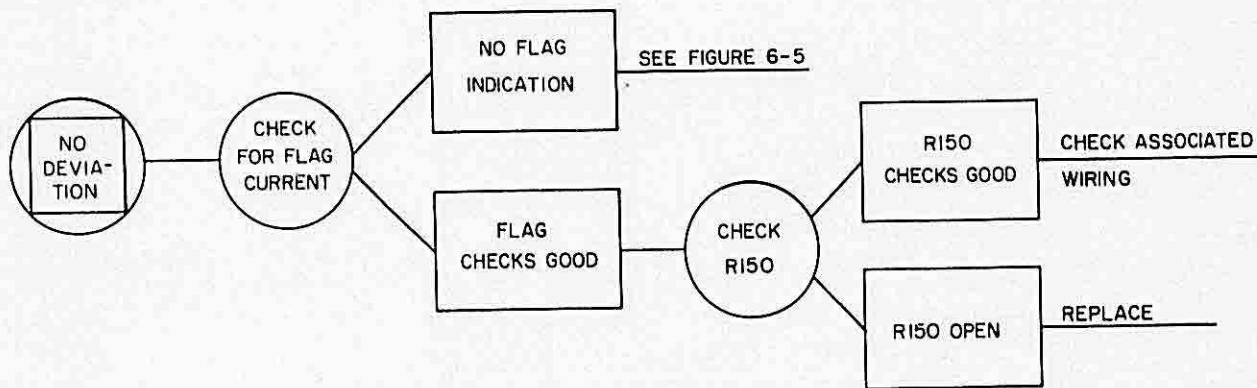 NO
DEVIA-
TION
CHECK
FOR FLAG
CURRENT
NO FLAG
INDICATION
SEE FIGURE 6-5
FLAG
CHECKS GOOD
CHECK
R150
R150
CHECKS GOOD
CHECK ASSOCIATED
WIRING
R150 OPEN
REPLACE